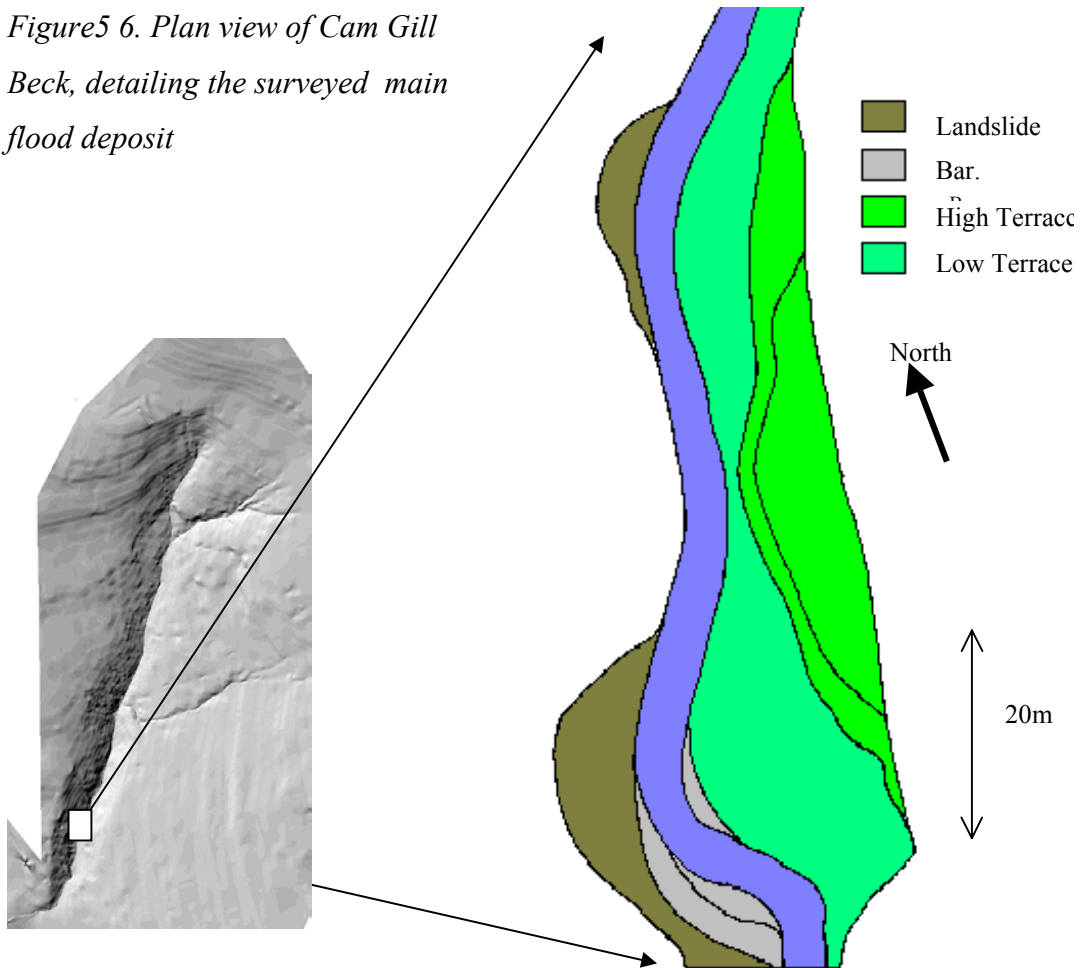 Figure5 6. Plan view of Cam Gill
Beck, detailing the surveyed main
flood deposit
Landslide
Bar.
High Terrac
Low Terrace
North
20m